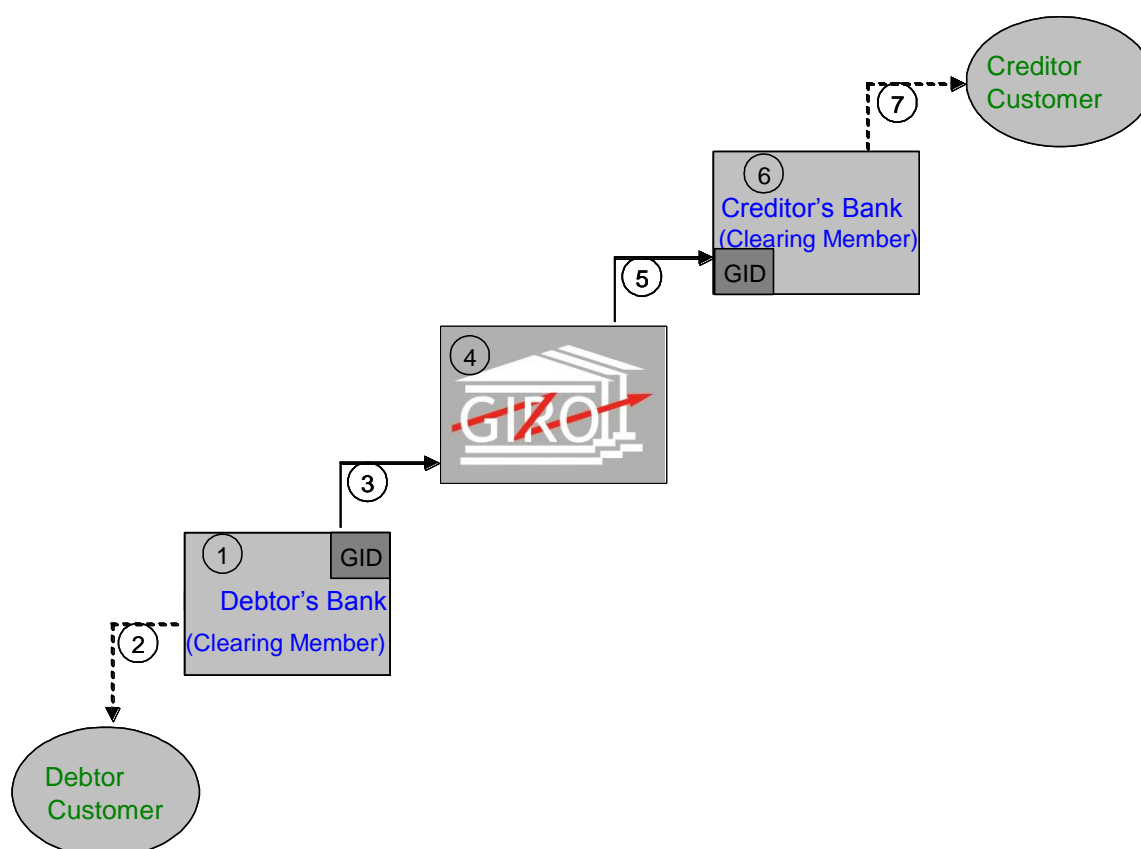 Creditor
Customer
7
6
Creditor's Bank
(Clearing Member)
GID
5
4
GIRO
3
1
GID
Debtor's Bank
(Clearing Member)
2
Debtor
Customer